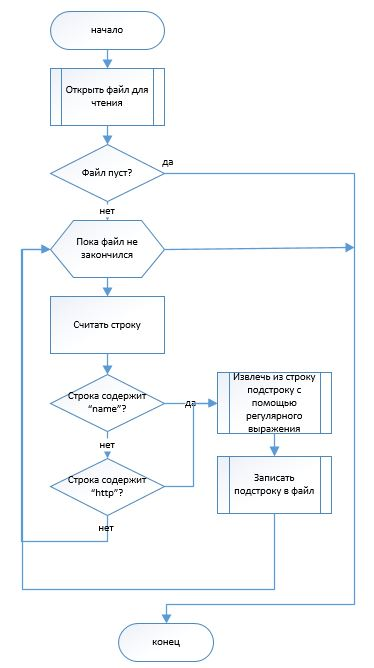 начало
Открыть файл для
чтения
да
Файл пуст?
нет
Пока файл не
закончился
Считать строку
Строка содержит
“name”?
да
Извлечь из строку
подстроку с
помощью
регулярного
выражения
нет
Строка содержит
“http”?
Записать
подстроку в файл
нет
конец